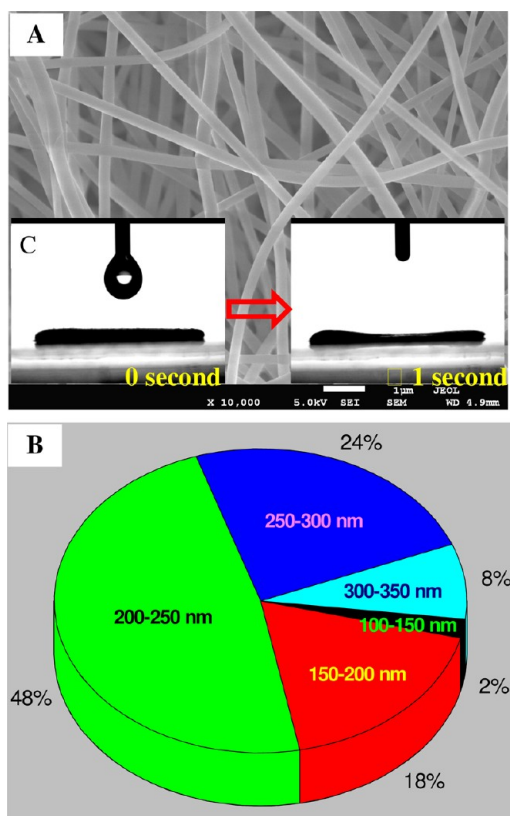 A
C
0 second
1 second
1μm JEOL
X 10,000 5.0kV SEI SEM WD 4.9mm
B
24%
250-300 nm
8%
300-350 nm
100-150 nm
200-250 nm
150-200 nm
2%
48%
18%